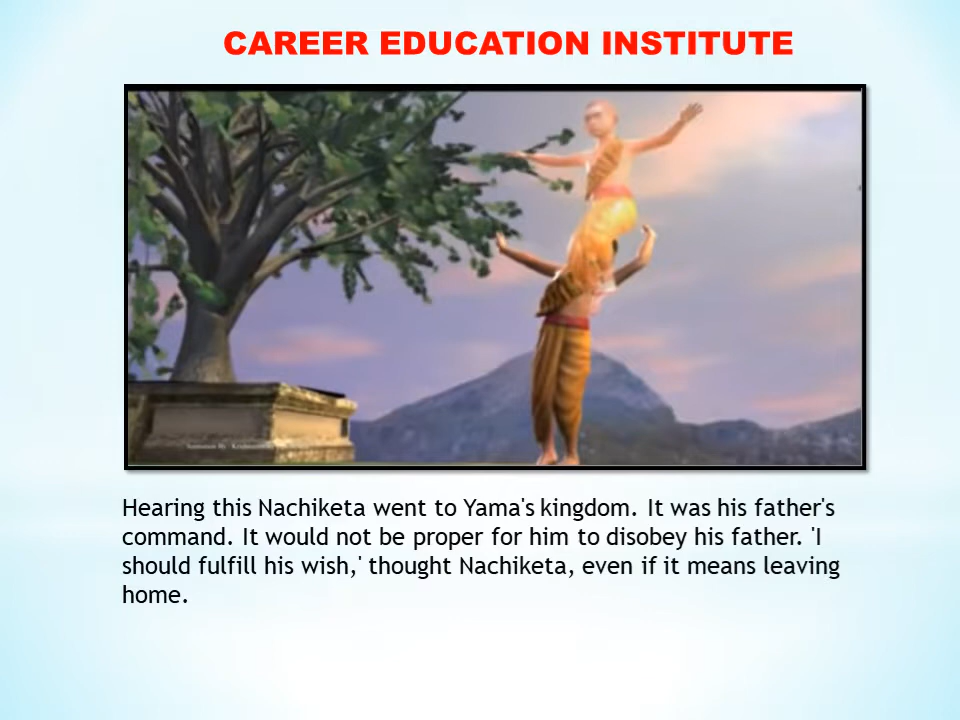 CAREER EDUCATION INSTITUTE
Animation By
Hearing this Nachiketa went to Yama's kingdom. It was his father's
command. It would not be proper for him to disobey his father. 'I
should fulfill his wish,' thought Nachiketa, even if it means leaving
home.